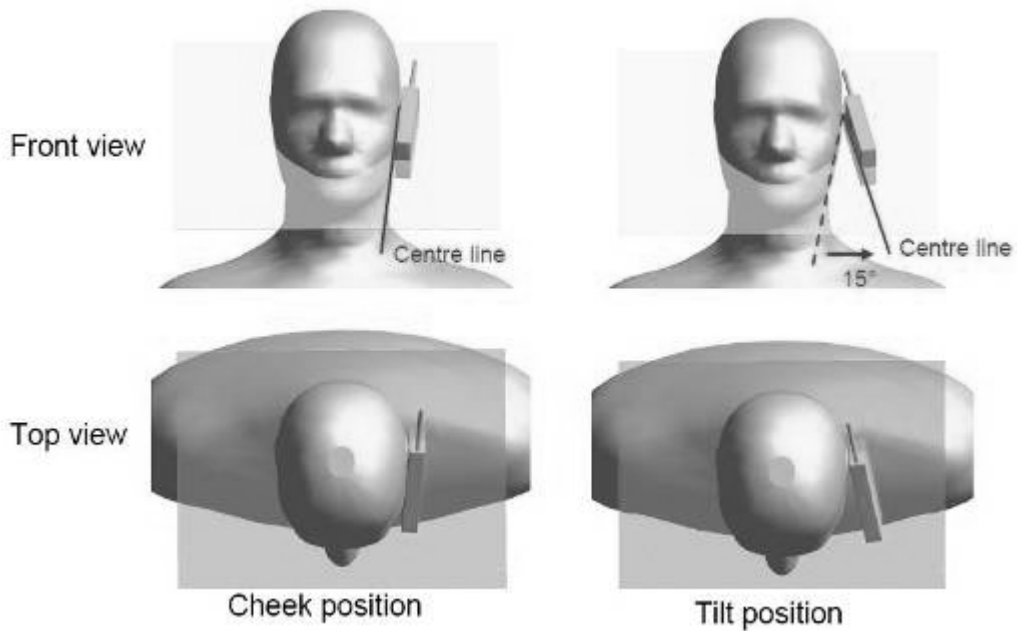 Front view
Centre line
Centre line
15°
Top view
Cheek position
Tilt position